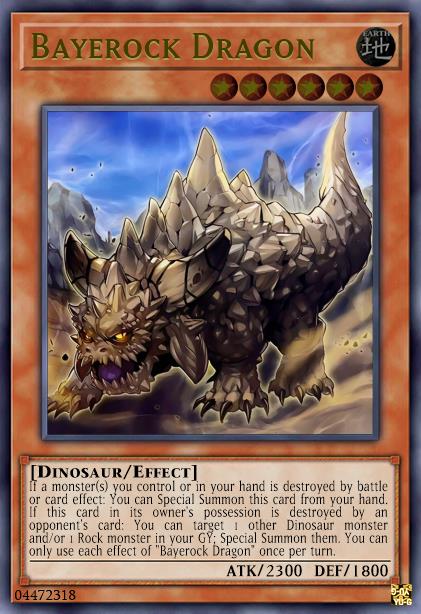 BAYEROCK DRAGON
EARTH
地
[DINOSAUR/EFFECT]
If a monster(s) you control or in your hand is destroyed by battle
or card effect: You can Special Summon this card from your hand.
If this card in its owner's possession is destroyed by an
opponent's card: You can target 1 other Dinosaur monster
and/or 1 Rock monster in your GY; Special Summon them. You can
only use each effect of "Bayerock Dragon" once per turn.
ATK/2300 DEF/1800
04472318